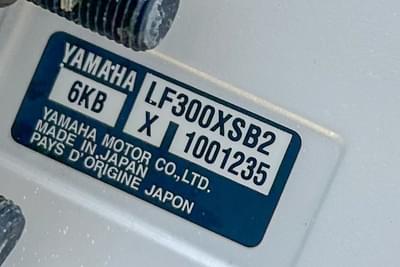 YAMAHA
LF300XSB2
6KB X 1001235
YAMAHA MOTOR CO.,LTD.
MADE IN JAPAN
PAYS D'ORIGINE JAPON